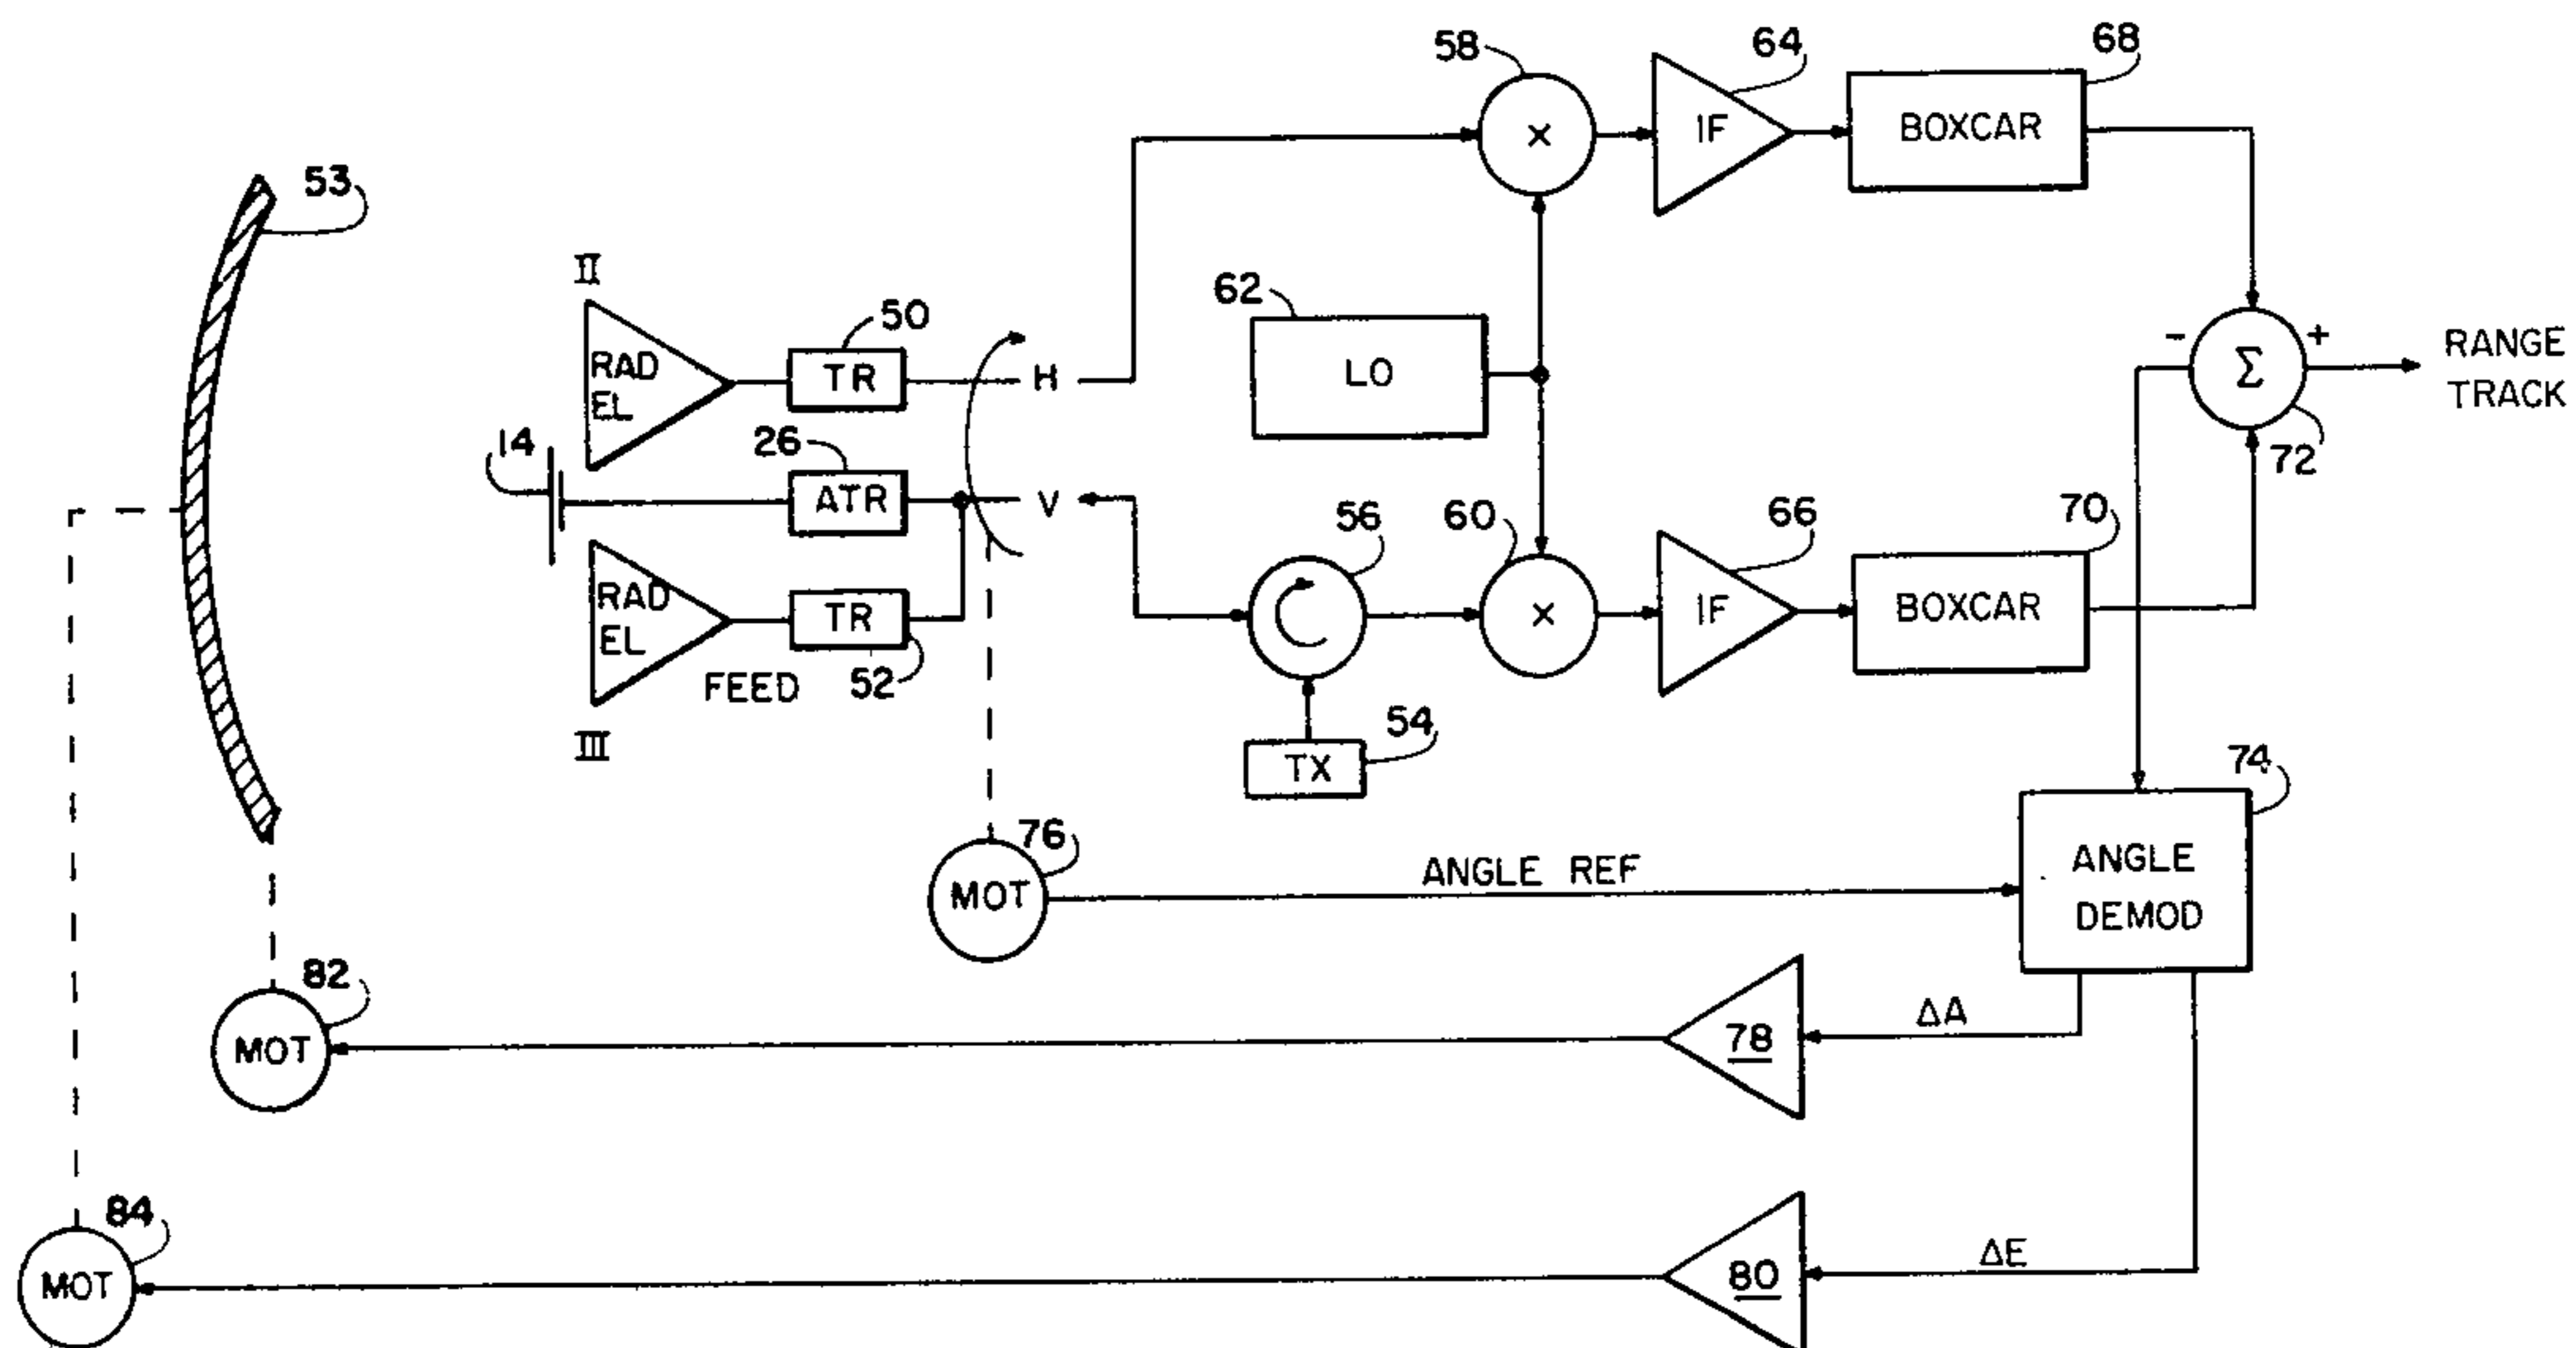 58
64
68
×
IF
BOXCAR
53
II
RAD
EL
50
TR
H
62
LO
-
Σ
+
RANGE
TRACK
72
14
26
ATR
V
RAD
EL
TR
FEED
52
III
56
60
×
66
IF
70
BOXCAR
54
TX
74
ANGLE
DEMOD
76
MOT
ANGLE REF
82
MOT
78
ΔA
84
MOT
80
ΔE